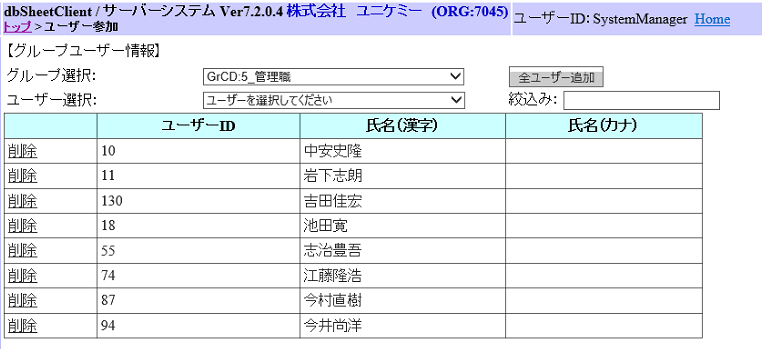 dbSheetClient / サーバーシステム Ver7.2.0.4 株式会社 ユニケミー (ORG:7045) ユーザーID: SystemManager Home
トップ > ユーザー参加
【グループユーザー情報】
グループ選択: GrCD:5_管理職 全ユーザー追加
ユーザー選択: ユーザーを選択してください 絞込み:
ユーザーID 氏名(漢字) 氏名(カナ)
削除 10 中安史隆
削除 11 岩下志朗
削除 130 吉田佳宏
削除 18 池田寛
削除 55 志治豊吾
削除 74 江藤隆浩
削除 87 今村直樹
削除 94 今井尚洋